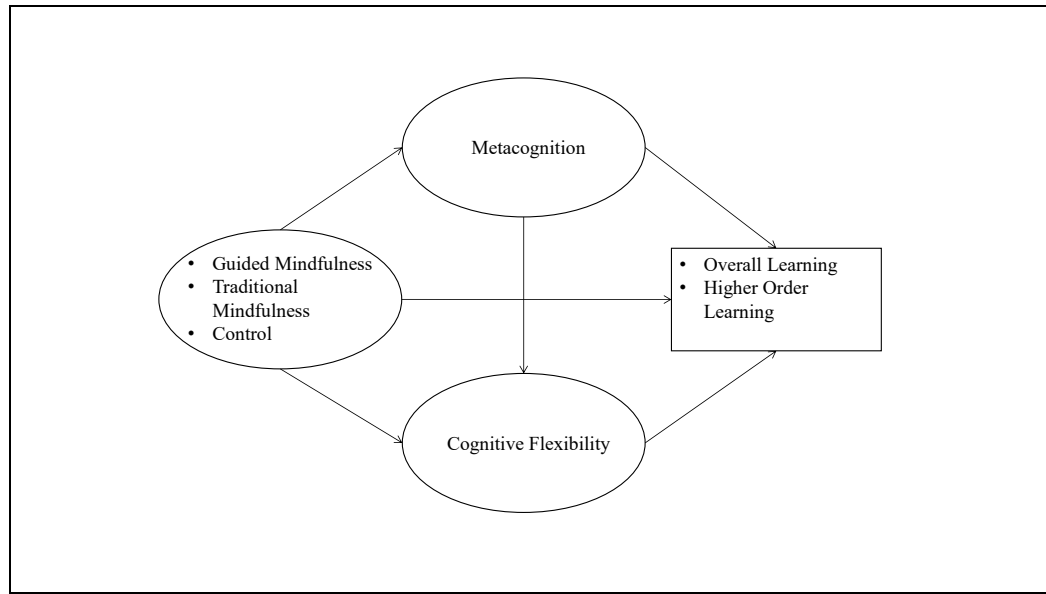 Metacognition
• Guided Mindfulness
• Traditional
Mindfulness
• Control
• Overall Learning
• Higher Order
Learning
Cognitive Flexibility